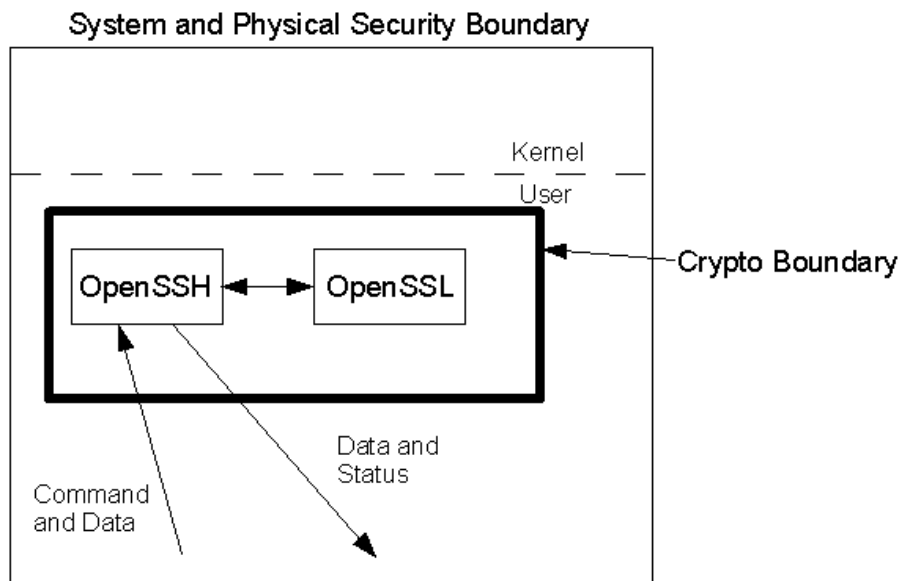 System and Physical Security Boundary
Kernel
User
Crypto Boundary
OpenSSH
OpenSSL
Data and
Status
Command
and Data